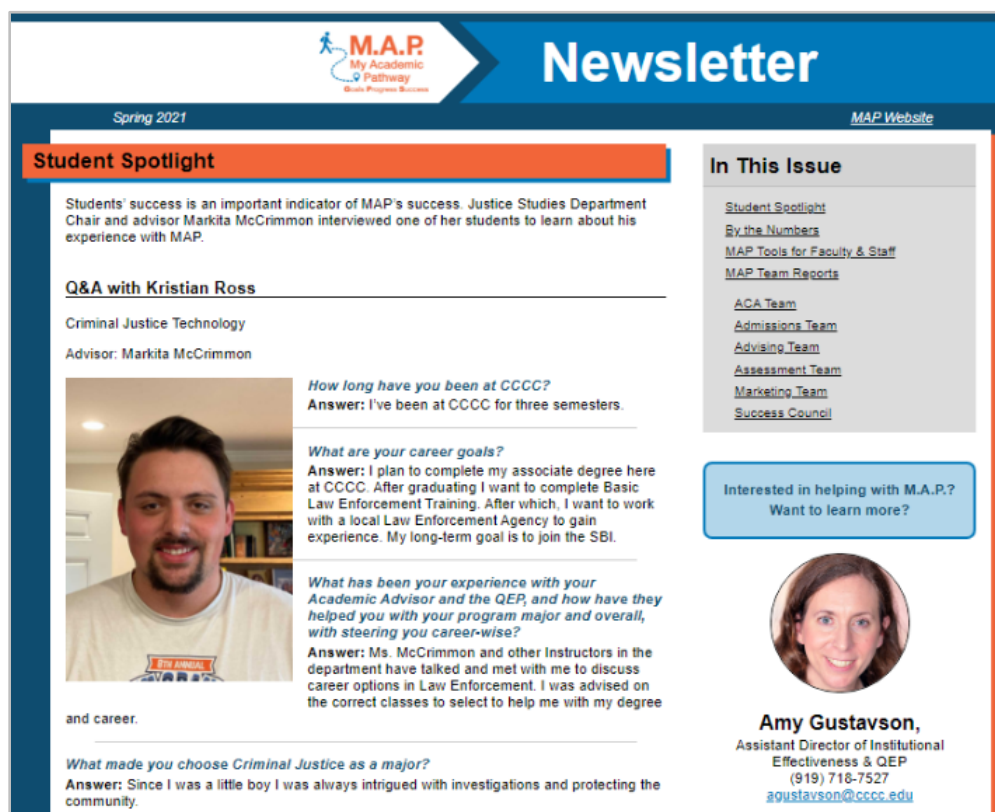 M.A.P.
My Academic
Pathway
Goals Progress Success
Newsletter
Spring 2021
MAP Website
Student Spotlight
Students' success is an important indicator of MAP's success. Justice Studies Department
Chair and advisor Markita McCrimmon interviewed one of her students to learn about his
experience with MAP.
Q&A with Kristian Ross
Criminal Justice Technology
Advisor: Markita McCrimmon
How long have you been at CCCC?
Answer: I've been at CCCC for three semesters.
What are your career goals?
Answer: I plan to complete my associate degree here
at CCCC. After graduating I want to complete Basic
Law Enforcement Training. After which, I want to work
with a local Law Enforcement Agency to gain
experience. My long-term goal is to join the SBI.
What has been your experience with your
Academic Advisor and the QEP, and how have they
helped you with your program major and overall,
with steering you career-wise?
Answer: Ms. McCrimmon and other Instructors in the
department have talked and met with me to discuss
career options in Law Enforcement. I was advised on
the correct classes to select to help me with my degree
and career.
8TH ANNUAL
What made you choose Criminal Justice as a major?
Answer: Since I was a little boy I was always intrigued with investigations and protecting the
community.
In This Issue
Student Spotlight
By the Numbers
MAP Tools for Faculty & Staff
MAP Team Reports
ACA Team
Admissions Team
Advising Team
Assessment Team
Marketing Team
Success Council
Interested in helping with M.A.P.?
Want to learn more?
Amy Gustavson,
Assistant Director of Institutional
Effectiveness & QEP
(919) 718-7527
agustavson@cccc.edu